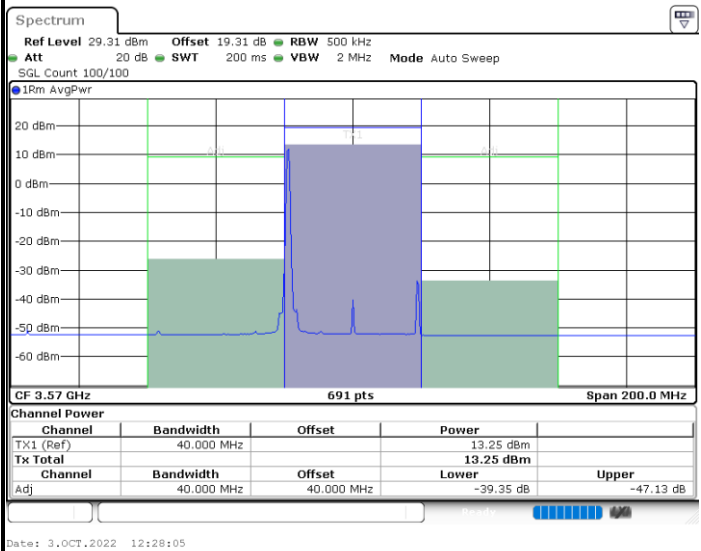 Spectrum
Ref Level 29.31 dBm Offset 19.31 dB RBW 500 kHz
Att 20 dB SWT 200 ms VBW 2 MHz Mode Auto Sweep
SGL Count 100/100
1Rm AvgPwr
20 dBm
TX1
10 dBm
Adj
Adj
0 dBm
-10 dBm
-20 dBm
-30 dBm
-40 dBm
-50 dBm
-60 dBm
CF 3.57 GHz 691 pts Span 200.0 MHz
Channel Power
Channel Bandwidth Offset Power
TX1 (Ref) 40.000 MHz 13.25 dBm
Tx Total 13.25 dBm
Channel Bandwidth Offset Lower Upper
Adj 40.000 MHz 40.000 MHz -39.35 dB -47.13 dB
Ready
Date: 3.OCT.2022 12:28:05